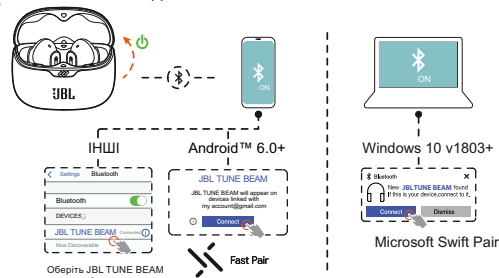 JBL
ON
ON
ІНШІ
Android™ 6.0+
Windows 10 v1803+
Settings Bluetooth
Bluetooth
DEVICES
JBL TUNE BEAM Connected
Now Discoverable
Оберіть JBL TUNE BEAM
JBL TUNE BEAM
JBL TUNE BEAM will appear on
devices linked with
my account@gmail.com
Connect
Fast Pair
Bluetooth
New JBL TUNE BEAM found
If this is your device,connect to it.
Connect
Dismiss
Microsoft Swift Pair